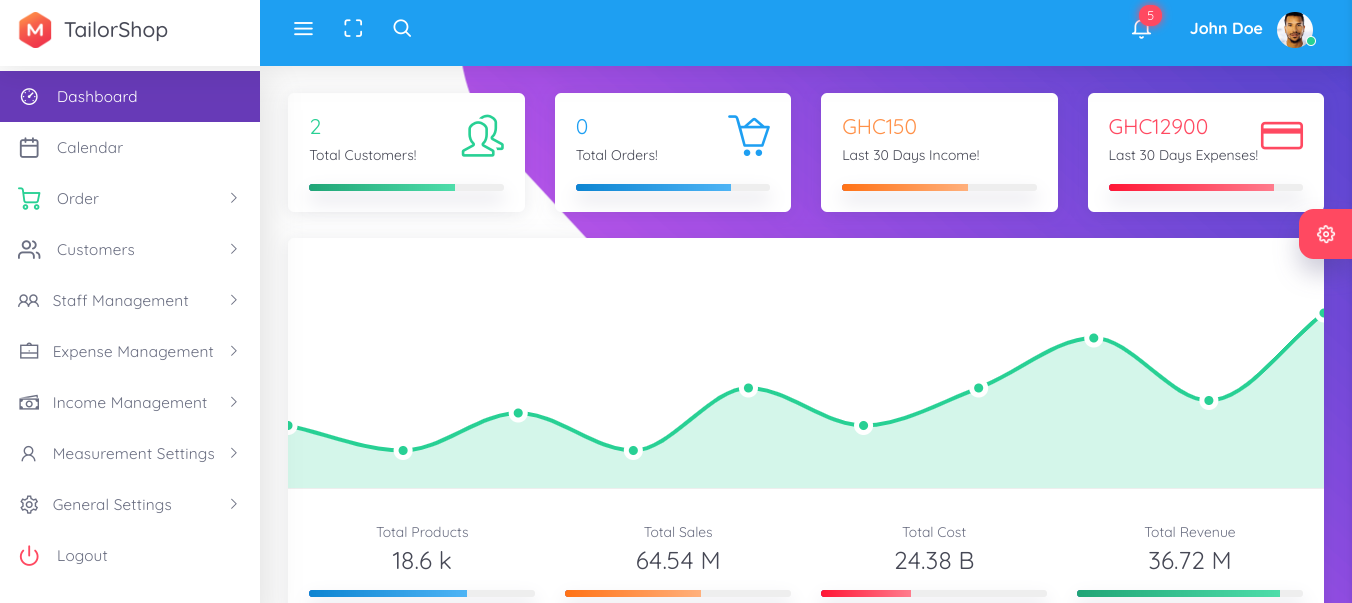 M
TailorShop
5
John Doe
Dashboard
Calendar
Order
Customers
Staff Management
Expense Management
Income Management
Measurement Settings
General Settings
Logout
2
Total Customers!
0
Total Orders!
GHC150
Last 30 Days Income!
GHC12900
Last 30 Days Expenses!
Total Products
18.6 k
Total Sales
64.54 M
Total Cost
24.38 B
Total Revenue
36.72 M